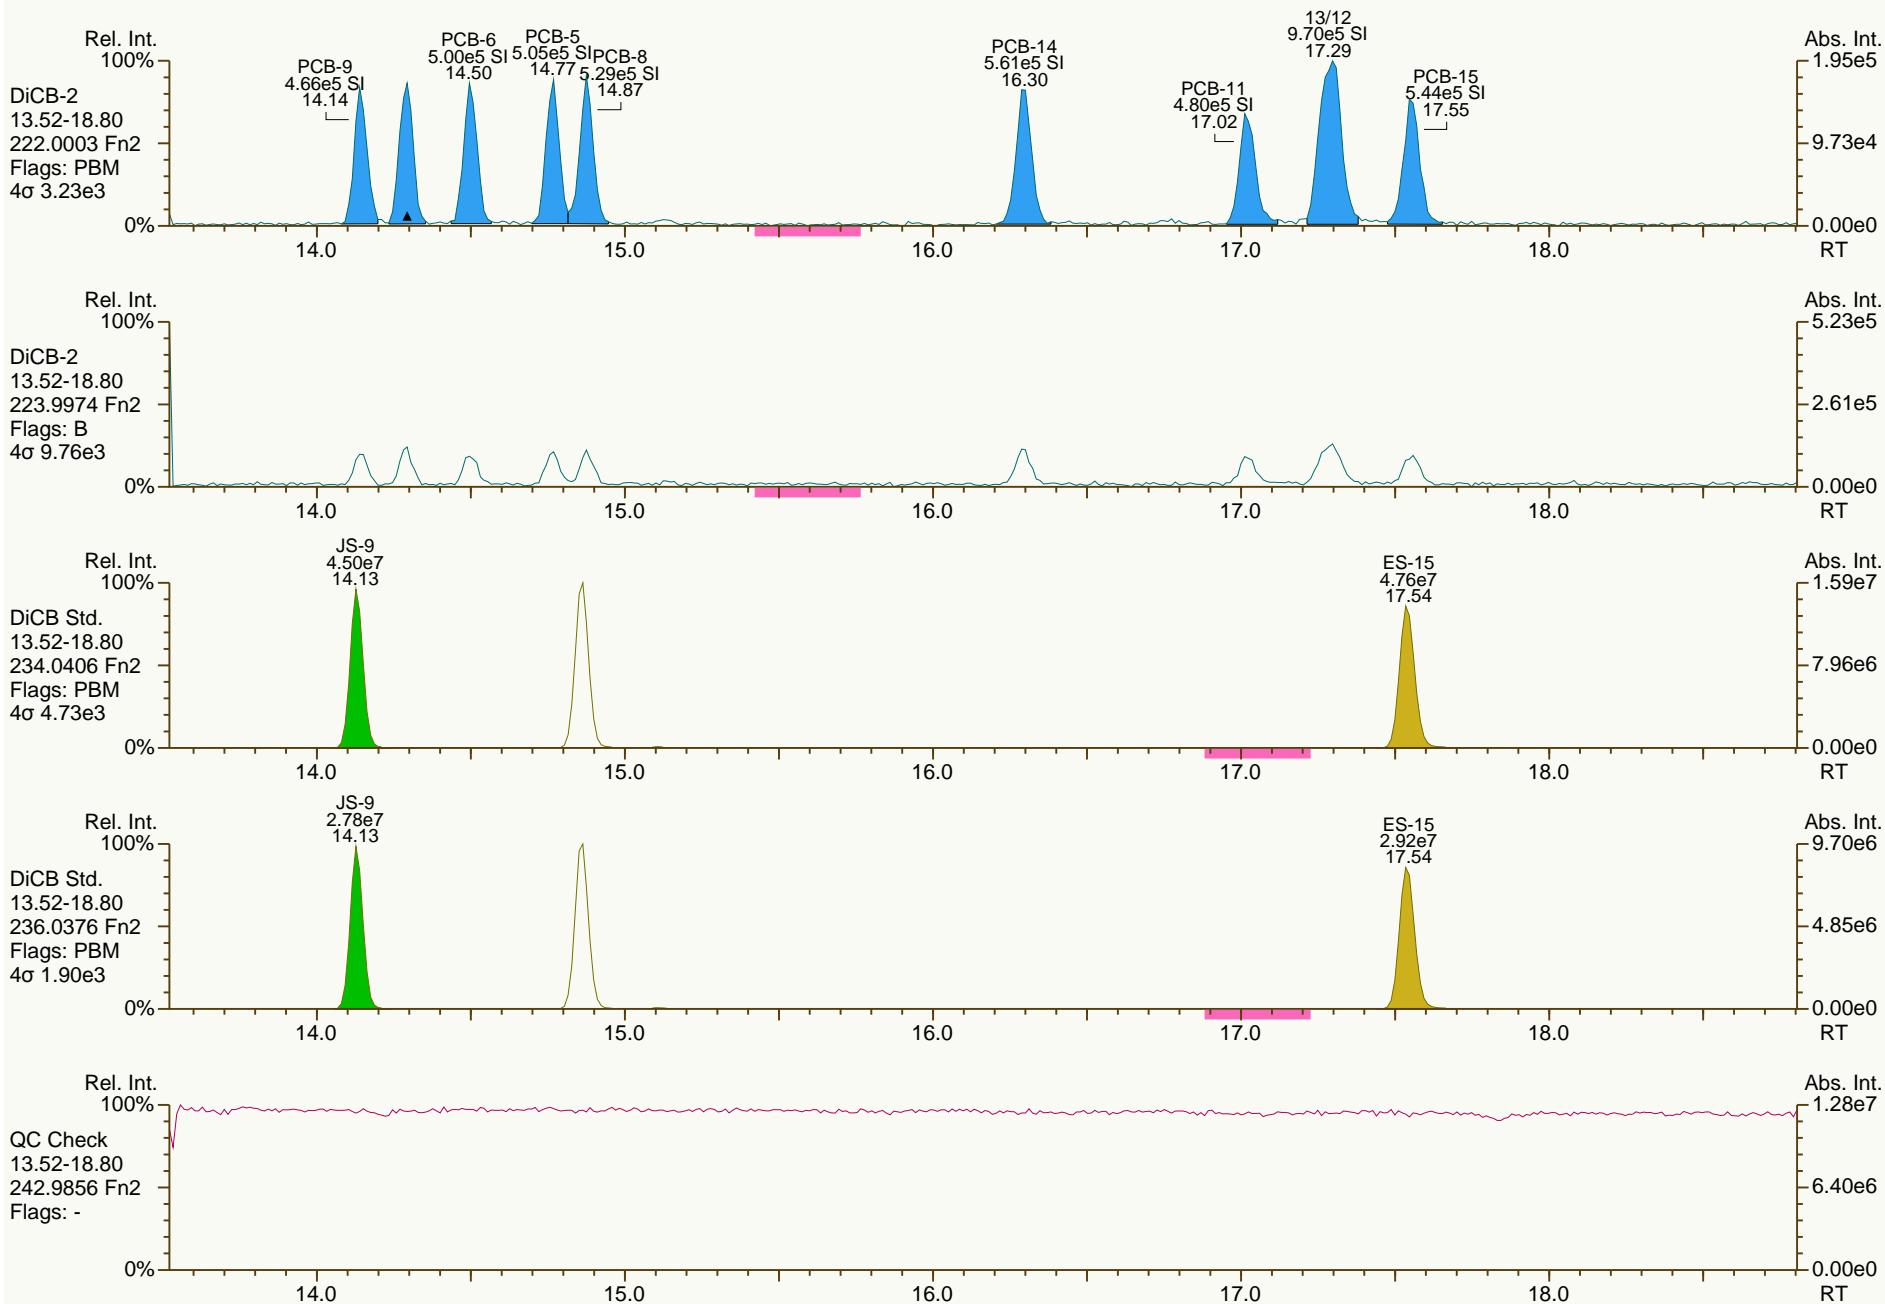 Rel. Int.
100%
0%
DiCB-2
13.52-18.80
222.0003 Fn2
Flags: PBM
4σ 3.23e3
PCB-9
4.66e5 SI
14.14
PCB-6
5.00e5 SI
14.50
PCB-5
5.05e5 SI
14.77
PCB-8
5.29e5 SI
14.87
PCB-14
5.61e5 SI
16.30
PCB-11
4.80e5 SI
17.02
13/12
9.70e5 SI
17.29
PCB-15
5.44e5 SI
17.55
Abs. Int.
1.95e5
9.73e4
0.00e0
14.0 15.0 16.0 17.0 18.0 RT
Rel. Int.
100%
0%
DiCB-2
13.52-18.80
223.9974 Fn2
Flags: B
4σ 9.76e3
Abs. Int.
5.23e5
2.61e5
0.00e0
14.0 15.0 16.0 17.0 18.0 RT
Rel. Int.
100%
0%
DiCB Std.
13.52-18.80
234.0406 Fn2
Flags: PBM
4σ 4.73e3
JS-9
4.50e7
14.13
ES-15
4.76e7
17.54
Abs. Int.
1.59e7
7.96e6
0.00e0
14.0 15.0 16.0 17.0 18.0 RT
Rel. Int.
100%
0%
DiCB Std.
13.52-18.80
236.0376 Fn2
Flags: PBM
4σ 1.90e3
JS-9
2.78e7
14.13
ES-15
2.92e7
17.54
Abs. Int.
9.70e6
4.85e6
0.00e0
14.0 15.0 16.0 17.0 18.0 RT
Rel. Int.
100%
0%
QC Check
13.52-18.80
242.9856 Fn2
Flags: -
Abs. Int.
1.28e7
6.40e6
0.00e0
14.0 15.0 16.0 17.0 18.0 RT